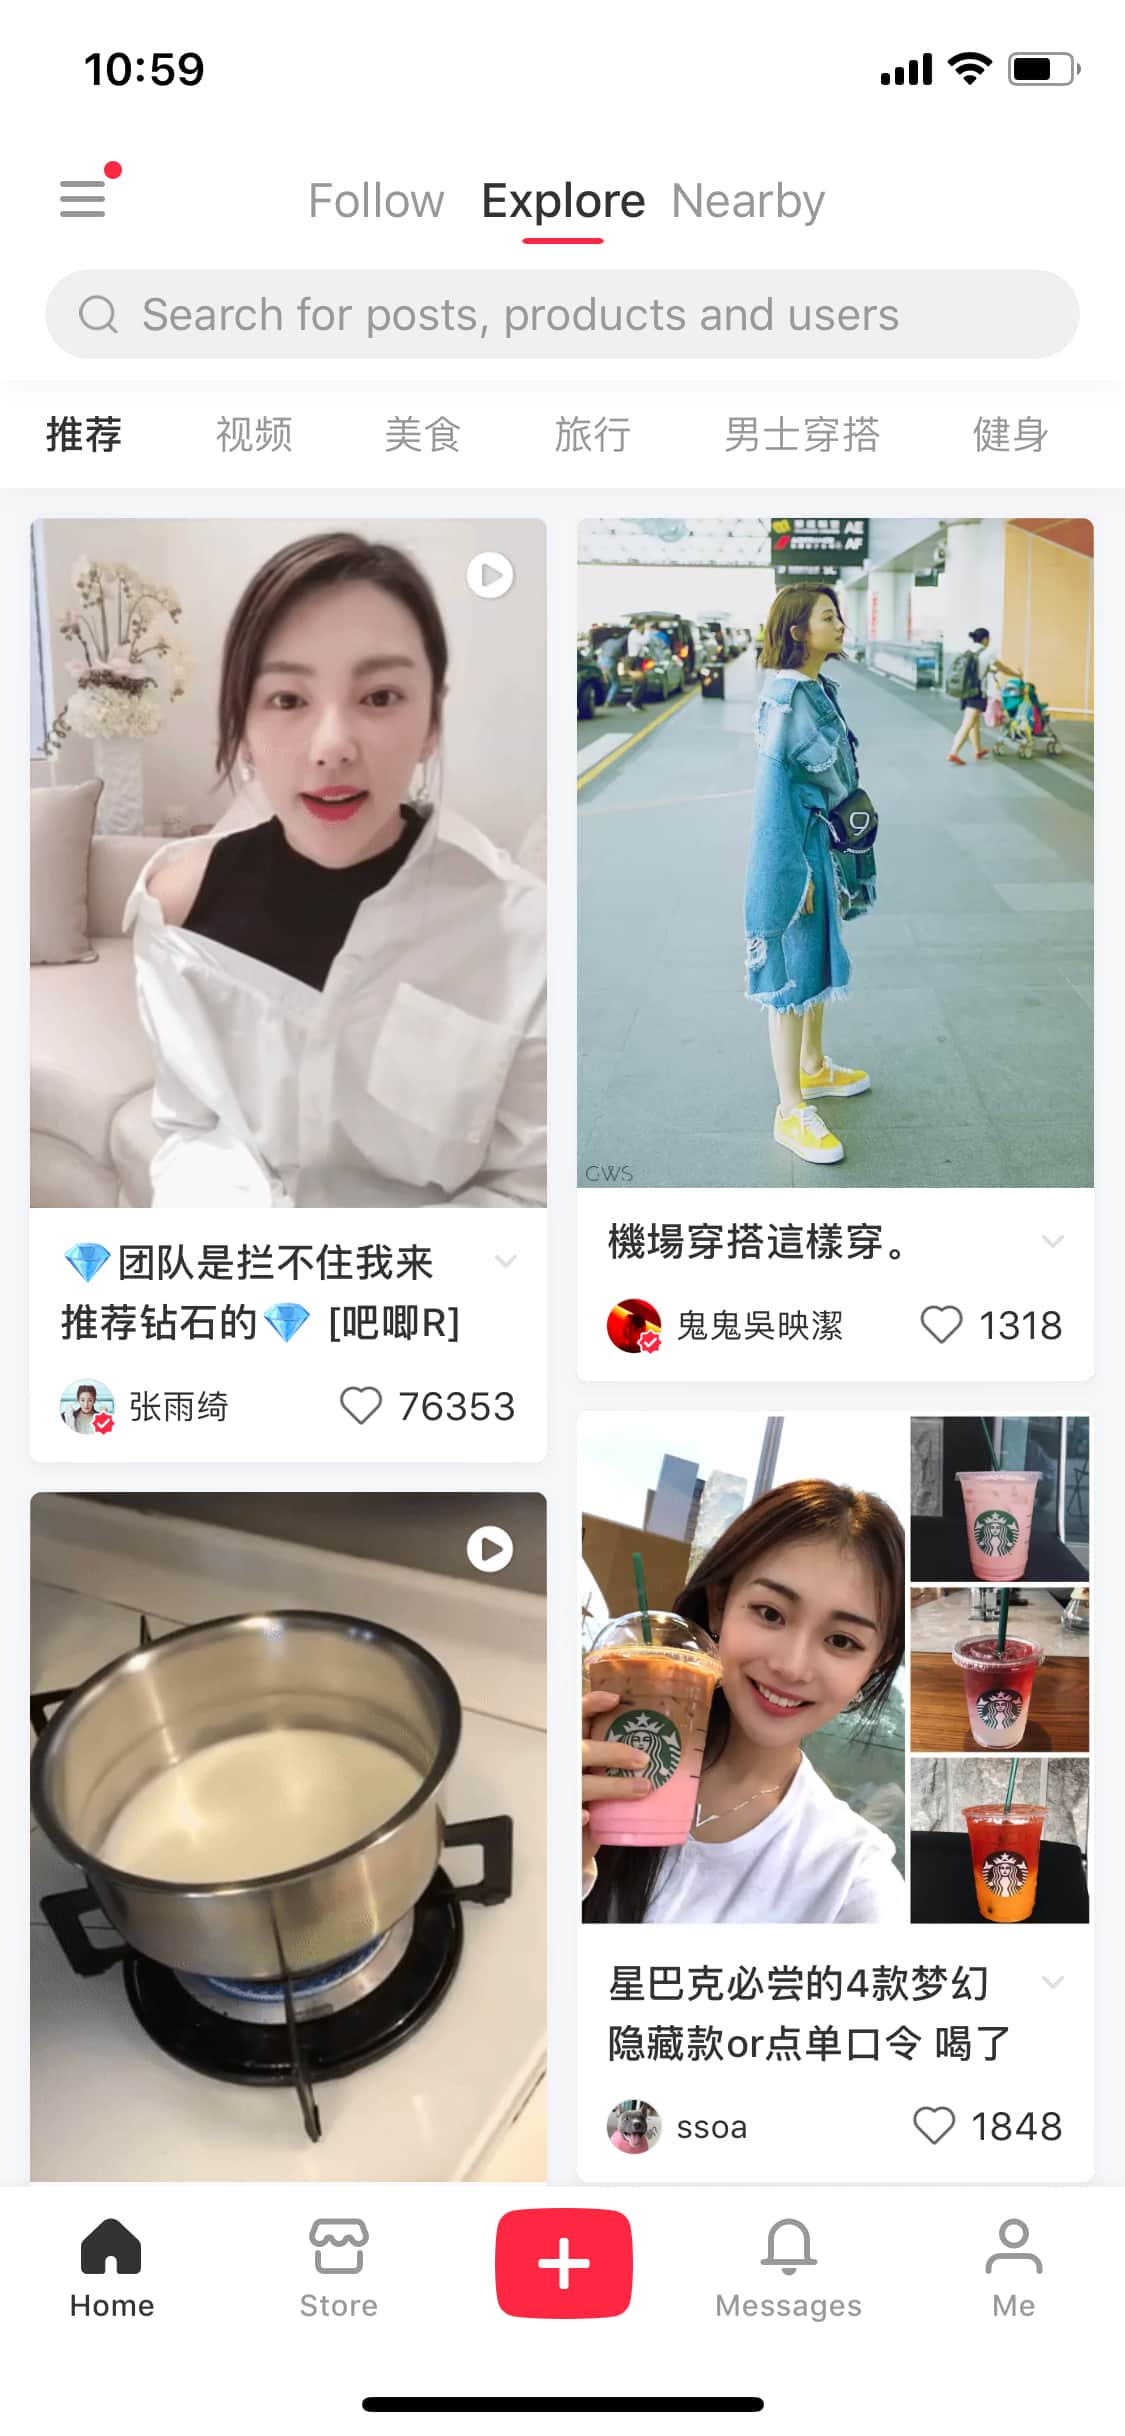 10:59
Follow Explore Nearby
Search for posts, products and users
推荐 视频 美食 旅行 男士穿搭 健身
AE
AF
9
GWS
💎团队是拦不住我来
推荐钻石的💎 [吧唧R]
张雨绮 76353
機場穿搭這樣穿。
鬼鬼吳映潔 1318
星巴克必尝的4款梦幻
隐藏款or点单口令 喝了
ssoa 1848
Home Store Messages Me